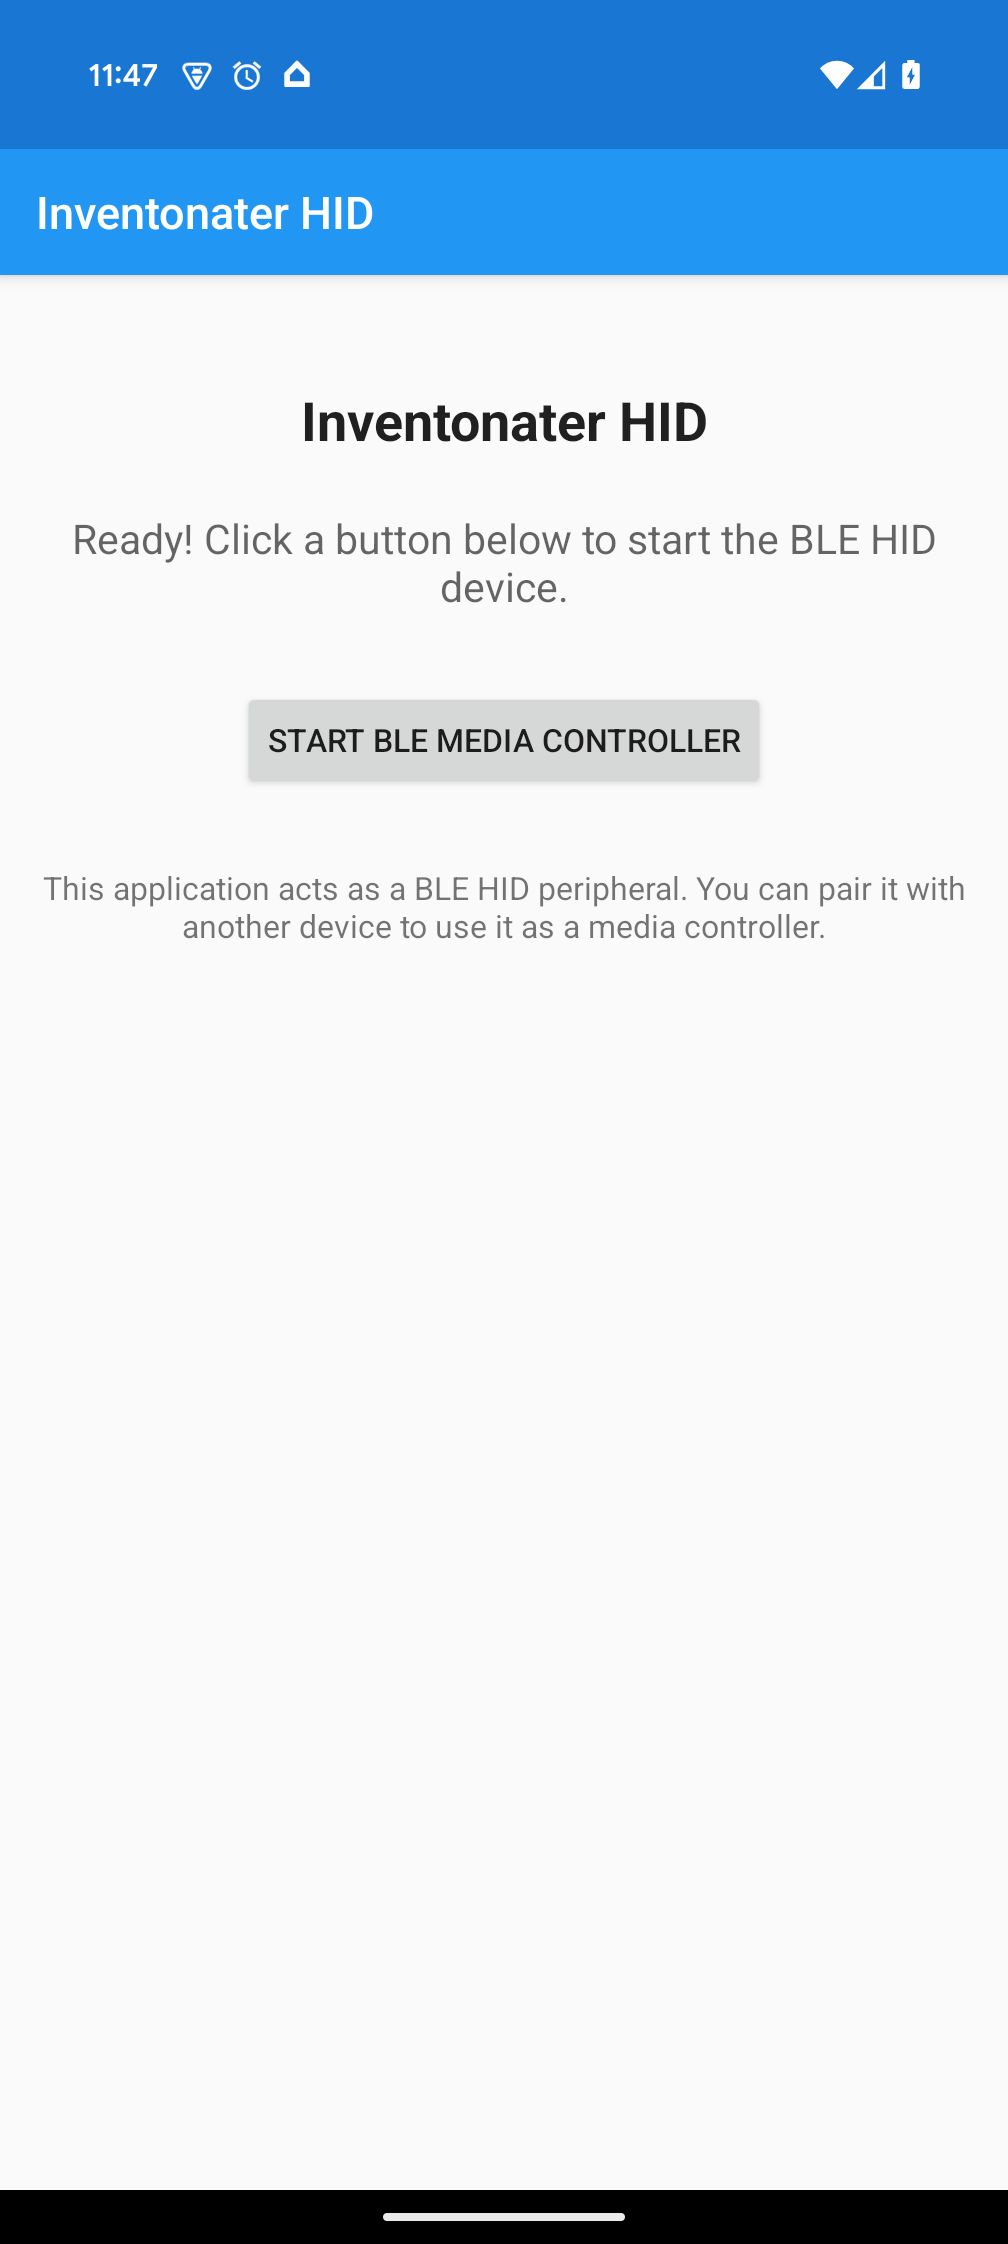 11:47
Inventonater HID
Inventonater HID
Ready! Click a button below to start the BLE HID
device.
START BLE MEDIA CONTROLLER
This application acts as a BLE HID peripheral. You can pair it with
another device to use it as a media controller.